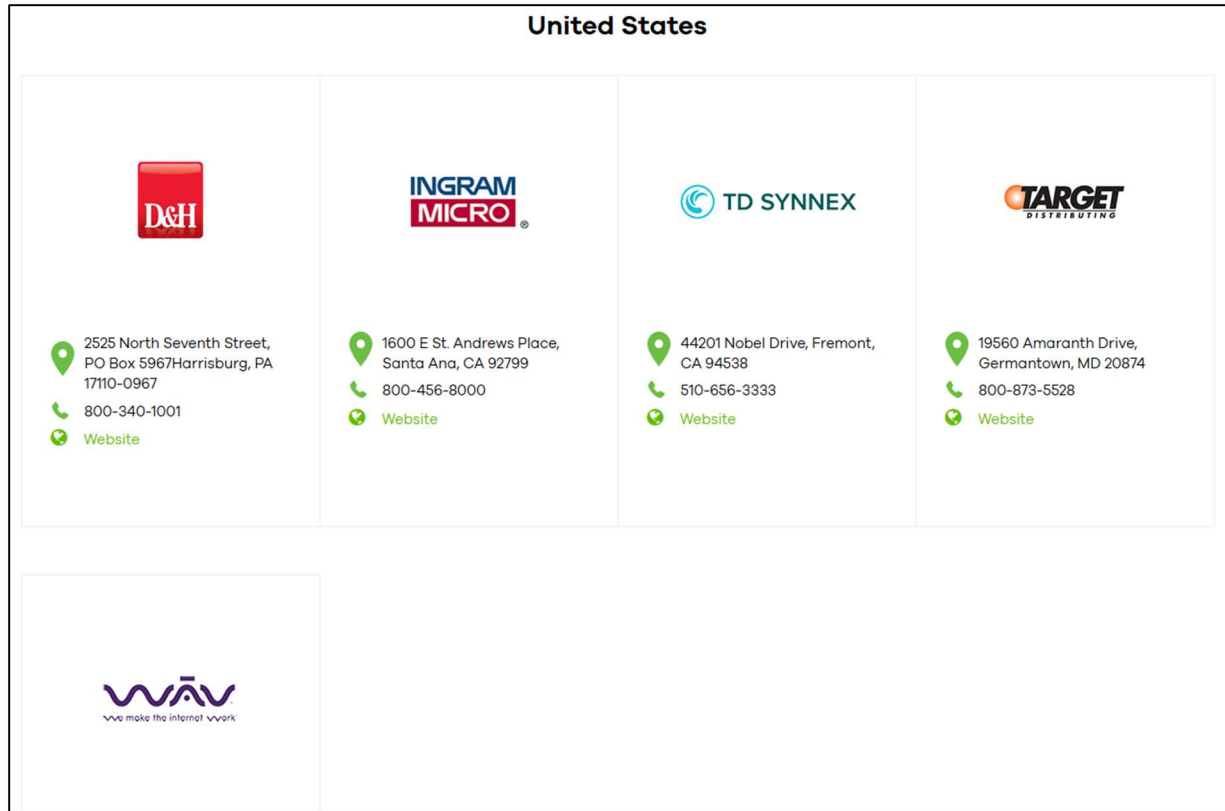 United States
D&H
INGRAM
MICRO ®
TD SYNNEX
TARGET
DISTRIBUTING
2525 North Seventh Street,
PO Box 5967Harrisburg, PA
17110-0967
800-340-1001
Website
1600 E St. Andrews Place,
Santa Ana, CA 92799
800-456-8000
Website
44201 Nobel Drive, Fremont,
CA 94538
510-656-3333
Website
19560 Amaranth Drive,
Germantown, MD 20874
800-873-5528
Website
WĀV
We make the internet work